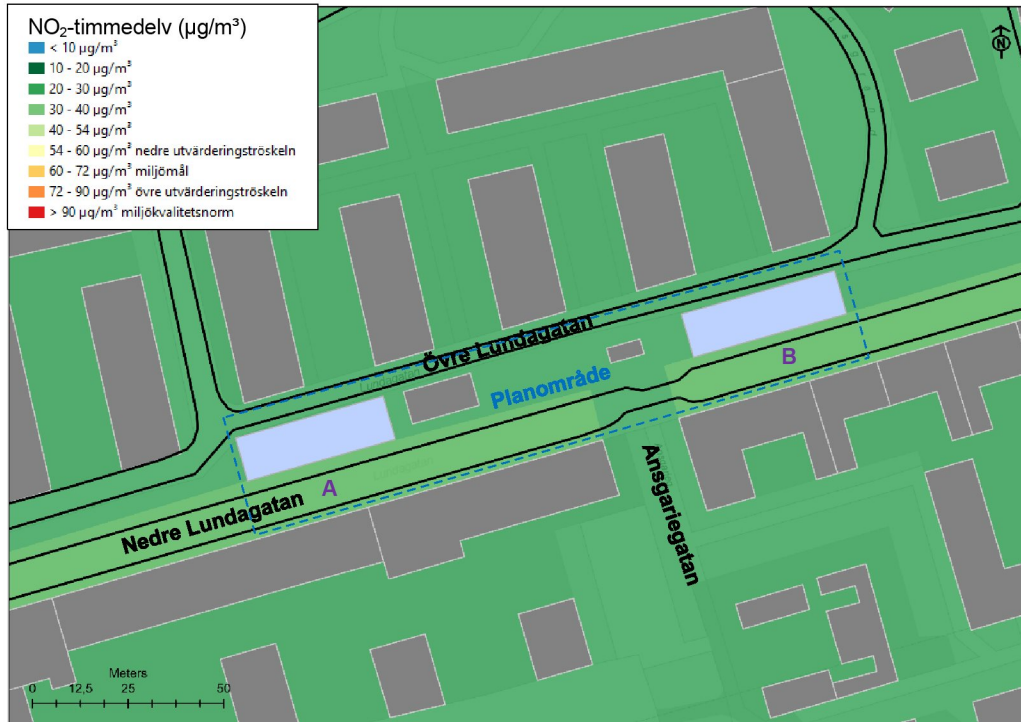 NO₂-timmedelv (µg/m³)
< 10 µg/m³
10 - 20 µg/m³
20 - 30 µg/m³
30 - 40 µg/m³
40 - 54 µg/m³
54 - 60 µg/m³ nedre utvärderingströskeln
60 - 72 µg/m³ miljömål
72 - 90 µg/m³ övre utvärderingströskeln
> 90 µg/m³ miljökvalitetsnorm
N
Övre Lundagatan
Lundagatan
Planområde
B
A
Nedre Lundagatan
Lundagatan
Ansgariegatan
Meters
0 12,5 25 50